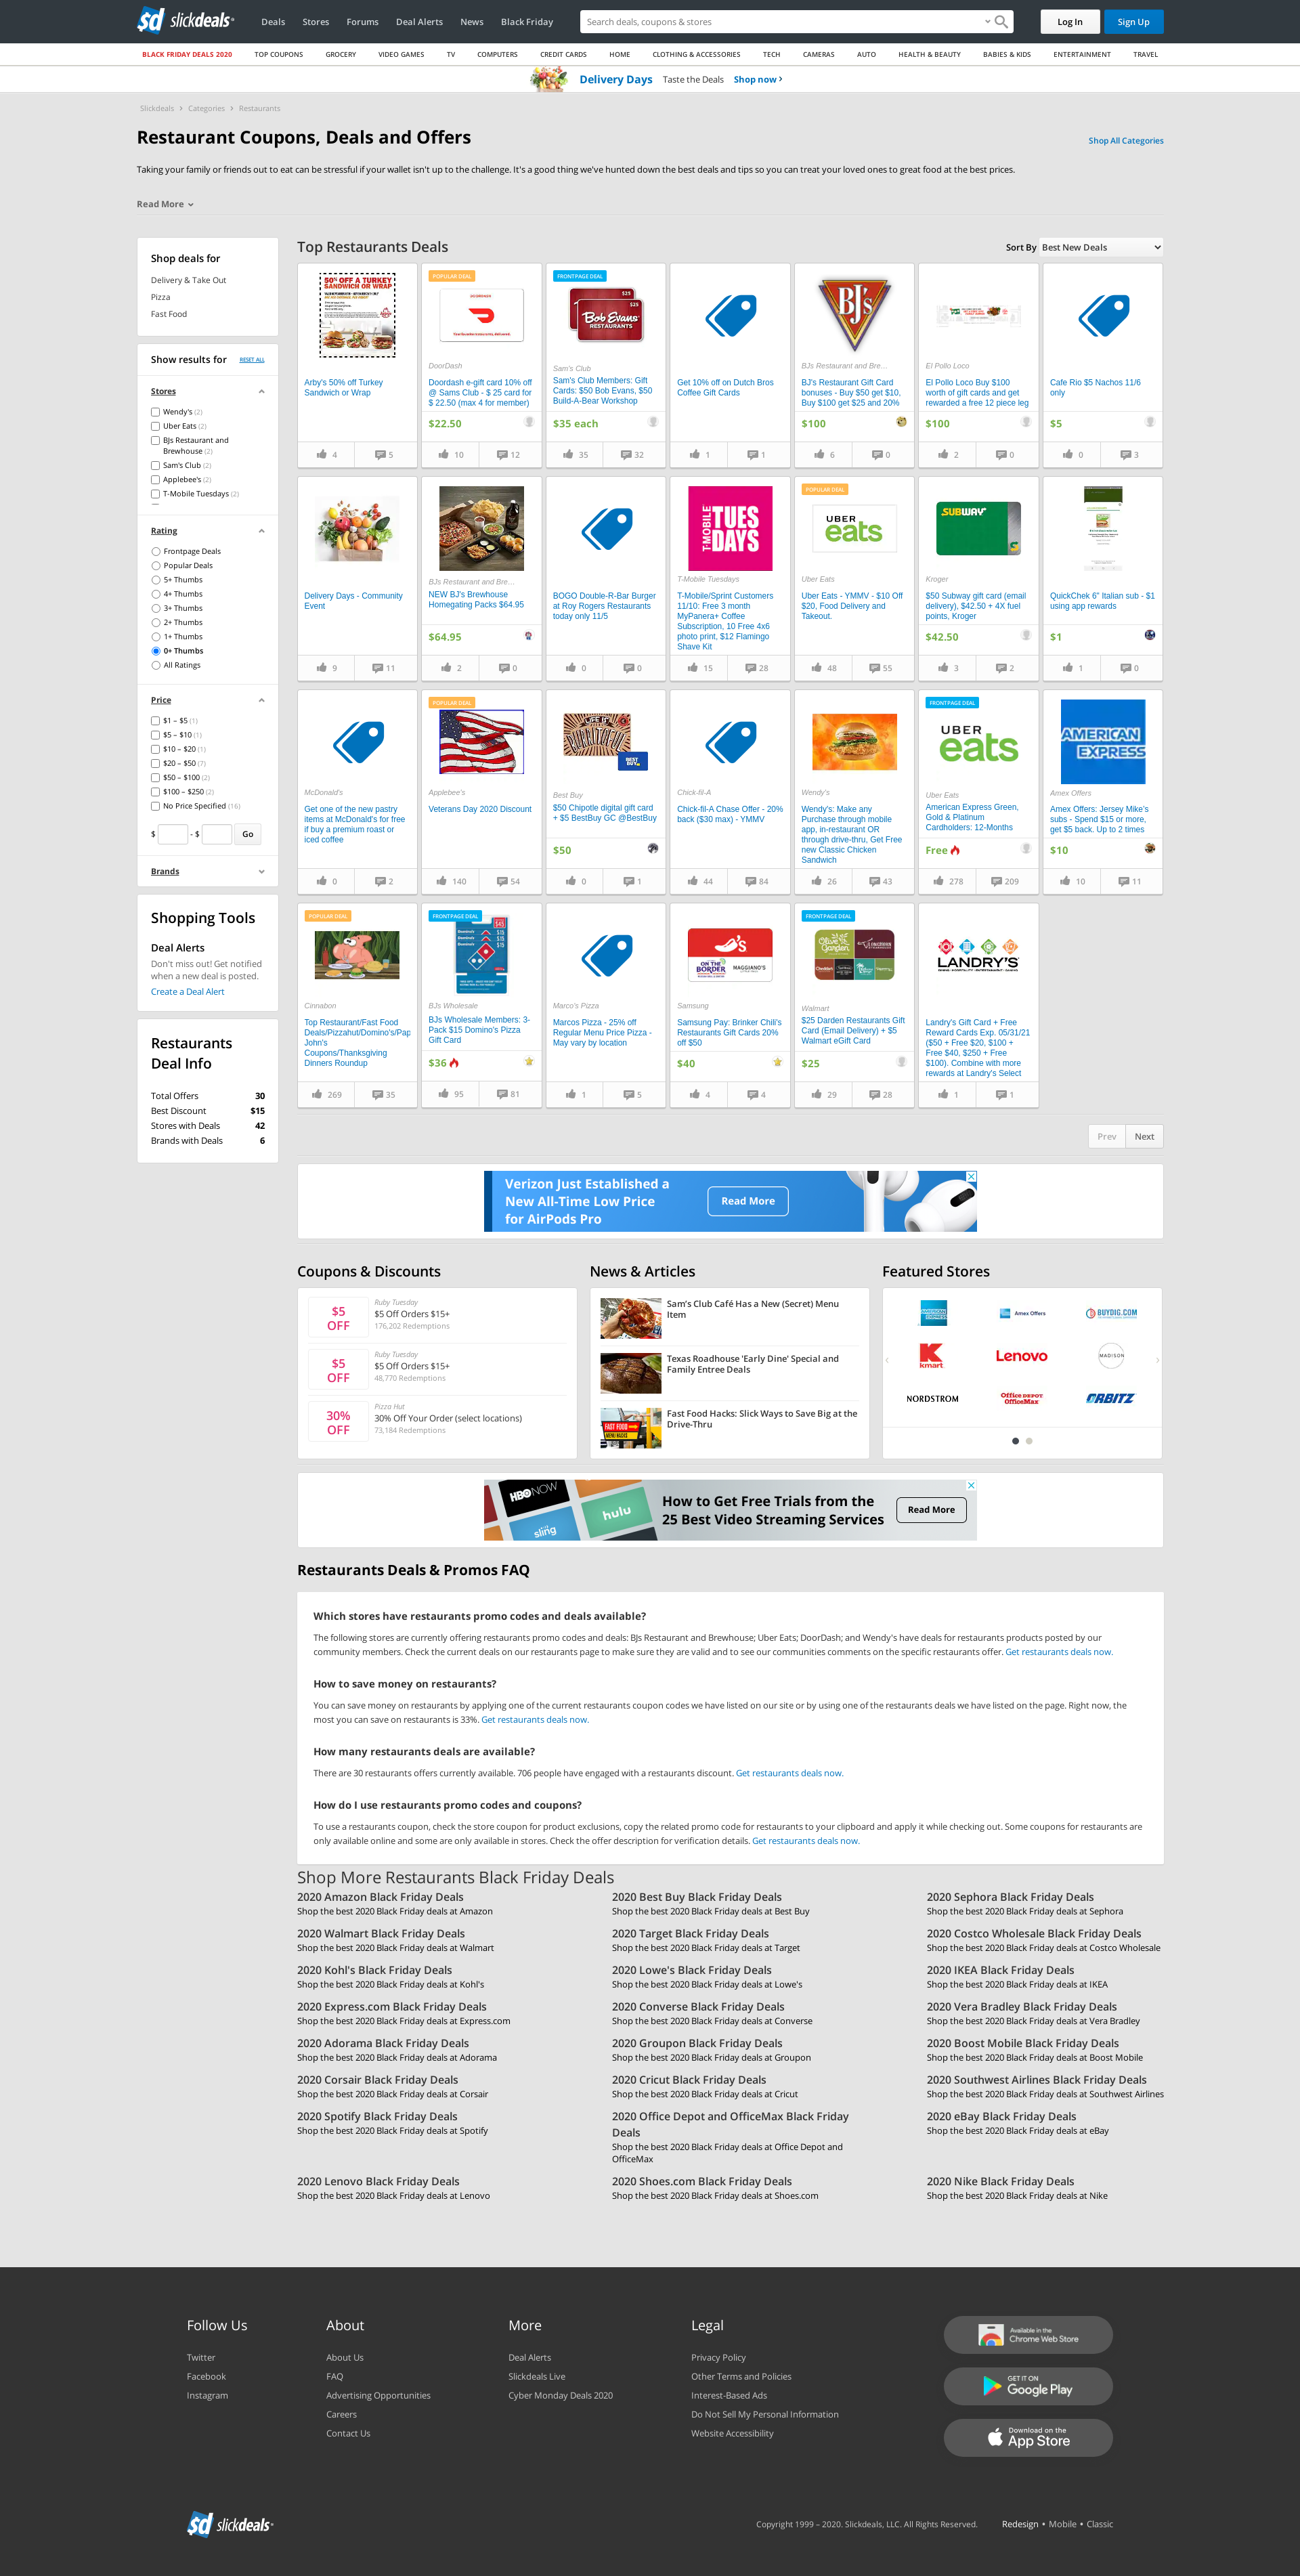 sd slickdeals
Deals Stores Forums Deal Alerts News Black Friday
Search deals, coupons & stores
Log In
Sign Up
BLACK FRIDAY DEALS 2020 TOP COUPONS GROCERY VIDEO GAMES TV COMPUTERS CREDIT CARDS HOME CLOTHING & ACCESSORIES TECH CAMERAS AUTO HEALTH & BEAUTY BABIES & KIDS ENTERTAINMENT TRAVEL
Delivery Days Taste the Deals Shop now
Slickdeals Categories Restaurants
Restaurant Coupons, Deals and Offers
Shop All Categories
Taking your family or friends out to eat can be stressful if your wallet isn't up to the challenge. It's a good thing we've hunted down the best deals and tips so you can treat your loved ones to great food at the best prices.
Read More
Shop deals for
Delivery & Take Out
Pizza
Fast Food
Show results for RESET ALL
Stores
Wendy's (2)
Uber Eats (2)
BJs Restaurant and
Brewhouse (2)
Sam's Club (2)
Applebee's (2)
T-Mobile Tuesdays (2)
Rating
Frontpage Deals
Popular Deals
5+ Thumbs
4+ Thumbs
3+ Thumbs
2+ Thumbs
1+ Thumbs
0+ Thumbs
All Ratings
Price
$1 – $5 (1)
$5 – $10 (1)
$10 – $20 (1)
$20 – $50 (7)
$50 – $100 (2)
$100 – $250 (2)
No Price Specified (16)
$ - $ Go
Brands
Shopping Tools
Deal Alerts
Don't miss out! Get notified
when a new deal is posted.
Create a Deal Alert
Restaurants
Deal Info
Total Offers 30
Best Discount $15
Stores with Deals 42
Brands with Deals 6
Top Restaurants Deals
Sort By Best New Deals
50% OFF A TURKEY
SANDWICH OR WRAP
Arby's 50% off Turkey
Sandwich or Wrap
4 5
POPULAR DEAL
DoorDash
Doordash e-gift card 10% off
@ Sams Club - $ 25 card for
$ 22.50 (max 4 for member)
$22.50
10 12
FRONTPAGE DEAL
$25
$25
Bob Evans
RESTAURANTS
Sam's Club
Sam's Club Members: Gift
Cards: $50 Bob Evans, $50
Build-A-Bear Workshop
$35 each
35 32
Get 10% off on Dutch Bros
Coffee Gift Cards
1 1
BJ's
BJs Restaurant and Bre...
BJ's Restaurant Gift Card
bonuses - Buy $50 get $10,
Buy $100 get $25 and 20%
$100
6 0
El Pollo Loco
El Pollo Loco Buy $100
worth of gift cards and get
rewarded a free 12 piece leg
$100
2 0
Cafe Rio $5 Nachos 11/6
only
$5
0 3
Delivery Days - Community
Event
9 11
BJs Restaurant and Bre...
NEW BJ's Brewhouse
Homegating Packs $64.95
$64.95
2 0
BOGO Double-R-Bar Burger
at Roy Rogers Restaurants
today only 11/5
0 0
T-MOBILE
TUES
DAYS
T-Mobile Tuesdays
T-Mobile/Sprint Customers
11/10: Free 3 month
MyPanera+ Coffee
Subscription, 10 Free 4x6
photo print, $12 Flamingo
Shave Kit
15 28
POPULAR DEAL
UBER
eats
Uber Eats
Uber Eats - YMMV - $10 Off
$20, Food Delivery and
Takeout.
48 55
SUBWAY
Kroger
$50 Subway gift card (email
delivery), $42.50 + 4X fuel
points, Kroger
$42.50
3 2
QuickChek 6" Italian sub - $1
using app rewards
$1
1 0
McDonald's
Get one of the new pastry
items at McDonald's for free
if buy a premium roast or
iced coffee
0 2
POPULAR DEAL
Applebee's
Veterans Day 2020 Discount
140 54
BEST
BUY
Best Buy
$50 Chipotle digital gift card
+ $5 BestBuy GC @BestBuy
$50
0 1
Chick-fil-A
Chick-fil-A Chase Offer - 20%
back ($30 max) - YMMV
44 84
Wendy's
Wendy's: Make any
Purchase through mobile
app, in-restaurant OR
through drive-thru, Get Free
new Classic Chicken
Sandwich
26 43
FRONTPAGE DEAL
UBER
eats
Uber Eats
American Express Green,
Gold & Platinum
Cardholders: 12-Months
Free
278 209
AMERICAN
EXPRESS
Amex Offers
Amex Offers: Jersey Mike's
subs - Spend $15 or more,
get $5 back. Up to 2 times
$10
10 11
POPULAR DEAL
Cinnabon
Top Restaurant/Fast Food
Deals/Pizzahut/Domino's/Pap
John's
Coupons/Thanksgiving
Dinners Roundup
269 35
FRONTPAGE DEAL
$45
$15
$15
$15
BJs Wholesale
BJs Wholesale Members: 3-
Pack $15 Domino's Pizza
Gift Card
$36
95 81
Marco's Pizza
Marcos Pizza - 25% off
Regular Menu Price Pizza -
May vary by location
1 5
ON THE
BORDER
MAGGIANO'S
Samsung
Samsung Pay: Brinker Chili's
Restaurants Gift Cards 20%
off $50
$40
4 4
FRONTPAGE DEAL
Olive
Garden
Walmart
$25 Darden Restaurants Gift
Card (Email Delivery) + $5
Walmart eGift Card
$25
29 28
LANDRY'S
Landry's Gift Card + Free
Reward Cards Exp. 05/31/21
($50 + Free $20, $100 +
Free $40, $250 + Free
$100). Combine with more
rewards at Landry's Select
1 1
Prev Next
Verizon Just Established a
New All-Time Low Price
for AirPods Pro
Read More
Coupons & Discounts
$5
OFF
Ruby Tuesday
$5 Off Orders $15+
176,202 Redemptions
$5
OFF
Ruby Tuesday
$5 Off Orders $15+
48,770 Redemptions
30%
OFF
Pizza Hut
30% Off Your Order (select locations)
73,184 Redemptions
News & Articles
Sam's Club Café Has a New (Secret) Menu
Item
Texas Roadhouse 'Early Dine' Special and
Family Entree Deals
FAST FOOD
MENU HACKS
Fast Food Hacks: Slick Ways to Save Big at the
Drive-Thru
Featured Stores
Amex Offers
BUYDIG.COM
kmart
Lenovo
MADISON
NORDSTROM
Office DEPOT
OfficeMax
ORBITZ
HBO NOW
hulu
sling
How to Get Free Trials from the
25 Best Video Streaming Services
Read More
Restaurants Deals & Promos FAQ
Which stores have restaurants promo codes and deals available?
The following stores are currently offering restaurants promo codes and deals: BJs Restaurant and Brewhouse; Uber Eats; DoorDash; and Wendy's have deals for restaurants products posted by our
community members. Check the current deals on our restaurants page to make sure they are valid and to see our communities comments on the specific restaurants offer. Get restaurants deals now.
How to save money on restaurants?
You can save money on restaurants by applying one of the current restaurants coupon codes we have listed on our site or by using one of the restaurants deals we have listed on the page. Right now, the
most you can save on restaurants is 33%. Get restaurants deals now.
How many restaurants deals are available?
There are 30 restaurants offers currently available. 706 people have engaged with a restaurants discount. Get restaurants deals now.
How do I use restaurants promo codes and coupons?
To use a restaurants coupon, check the store coupon for product exclusions, copy the related promo code for restaurants to your clipboard and apply it while checking out. Some coupons for restaurants are
only available online and some are only available in stores. Check the offer description for verification details. Get restaurants deals now.
Shop More Restaurants Black Friday Deals
2020 Amazon Black Friday Deals 2020 Best Buy Black Friday Deals 2020 Sephora Black Friday Deals
Shop the best 2020 Black Friday deals at Amazon Shop the best 2020 Black Friday deals at Best Buy Shop the best 2020 Black Friday deals at Sephora
2020 Walmart Black Friday Deals 2020 Target Black Friday Deals 2020 Costco Wholesale Black Friday Deals
Shop the best 2020 Black Friday deals at Walmart Shop the best 2020 Black Friday deals at Target Shop the best 2020 Black Friday deals at Costco Wholesale
2020 Kohl's Black Friday Deals 2020 Lowe's Black Friday Deals 2020 IKEA Black Friday Deals
Shop the best 2020 Black Friday deals at Kohl's Shop the best 2020 Black Friday deals at Lowe's Shop the best 2020 Black Friday deals at IKEA
2020 Express.com Black Friday Deals 2020 Converse Black Friday Deals 2020 Vera Bradley Black Friday Deals
Shop the best 2020 Black Friday deals at Express.com Shop the best 2020 Black Friday deals at Converse Shop the best 2020 Black Friday deals at Vera Bradley
2020 Adorama Black Friday Deals 2020 Groupon Black Friday Deals 2020 Boost Mobile Black Friday Deals
Shop the best 2020 Black Friday deals at Adorama Shop the best 2020 Black Friday deals at Groupon Shop the best 2020 Black Friday deals at Boost Mobile
2020 Corsair Black Friday Deals 2020 Cricut Black Friday Deals 2020 Southwest Airlines Black Friday Deals
Shop the best 2020 Black Friday deals at Corsair Shop the best 2020 Black Friday deals at Cricut Shop the best 2020 Black Friday deals at Southwest Airlines
2020 Spotify Black Friday Deals 2020 Office Depot and OfficeMax Black Friday 2020 eBay Black Friday Deals
Deals
Shop the best 2020 Black Friday deals at Spotify Shop the best 2020 Black Friday deals at Office Depot and Shop the best 2020 Black Friday deals at eBay
OfficeMax
2020 Lenovo Black Friday Deals 2020 Shoes.com Black Friday Deals 2020 Nike Black Friday Deals
Shop the best 2020 Black Friday deals at Lenovo Shop the best 2020 Black Friday deals at Shoes.com Shop the best 2020 Black Friday deals at Nike
Follow Us
Twitter
Facebook
Instagram
About
About Us
FAQ
Advertising Opportunities
Careers
Contact Us
More
Deal Alerts
Slickdeals Live
Cyber Monday Deals 2020
Legal
Privacy Policy
Other Terms and Policies
Interest-Based Ads
Do Not Sell My Personal Information
Website Accessibility
Available in the
Chrome Web Store
GET IT ON
Google Play
Download on the
App Store
sd slickdeals
Copyright 1999 – 2020. Slickdeals, LLC. All Rights Reserved. Redesign • Mobile • Classic